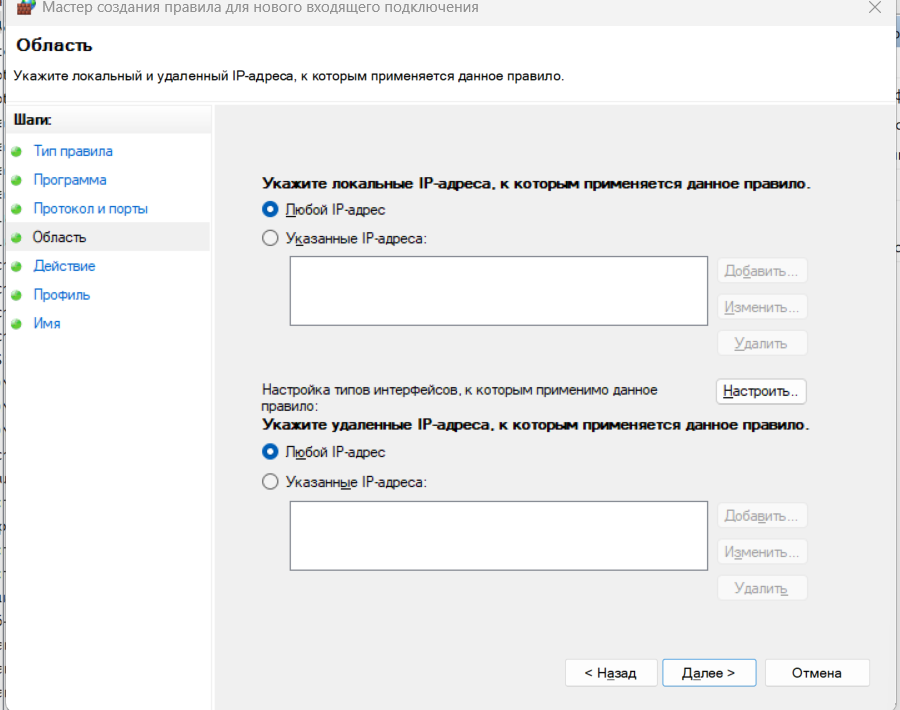 Мастер создания правила для нового входящего подключения
Область
Укажите локальный и удаленный IP-адреса, к которым применяется данное правило.
Шаги:
Тип правила
Программа
Протокол и порты
Область
Действие
Профиль
Имя
Укажите локальные IP-адреса, к которым применяется данное правило.
Любой IP-адрес
Указанные IP-адреса:
Добавить...
Изменить...
Удалить
Настройка типов интерфейсов, к которым применимо данное
правило:
Настроить..
Укажите удаленные IP-адреса, к которым применяется данное правило.
Любой IP-адрес
Указанные IP-адреса:
Добавить...
Изменить...
Удалить
< Назад
Далее >
Отмена